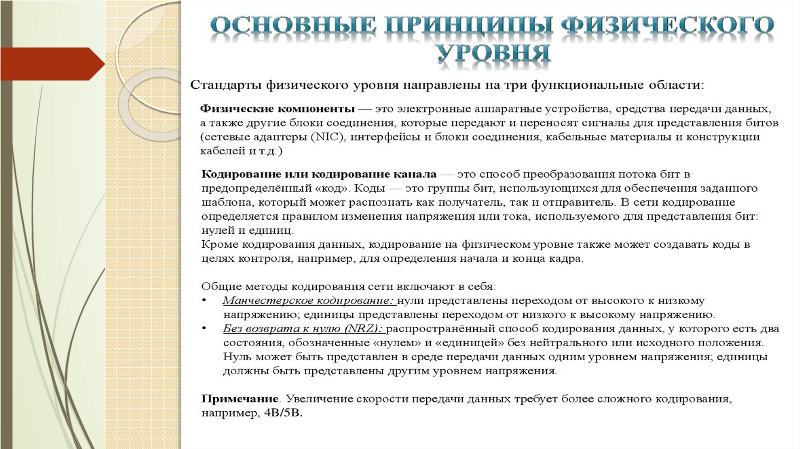 ОСНОВНЫЕ ПРИНЦИПЫ ФИЗИЧЕСКОГО
УРОВНЯ
Стандарты физического уровня направлены на три функциональные области:
Физические компоненты — это электронные аппаратные устройства, средства передачи данных,
а также другие блоки соединения, которые передают и переносят сигналы для представления битов
(сетевые адаптеры (NIC), интерфейсы и блоки соединения, кабельные материалы и конструкции
кабелей и т.д.)
Кодирование или кодирование канала — это способ преобразования потока бит в
предопределённый «код». Коды — это группы бит, использующихся для обеспечения заданного
шаблона, который может распознать как получатель, так и отправитель. В сети кодирование
определяется правилом изменения напряжения или тока, используемого для представления бит:
нулей и единиц.
Кроме кодирования данных, кодирование на физическом уровне также может создавать коды в
целях контроля, например, для определения начала и конца кадра.
Общие методы кодирования сети включают в себя:
• Манчестерское кодирование: нули представлены переходом от высокого к низкому
напряжению; единицы представлены переходом от низкого к высокому напряжению.
• Без возврата к нулю (NRZ): распространённый способ кодирования данных, у которого есть два
состояния, обозначенные «нулем» и «единицей» без нейтрального или исходного положения.
Нуль может быть представлен в среде передачи данных одним уровнем напряжения; единицы
должны быть представлены другим уровнем напряжения.
Примечание. Увеличение скорости передачи данных требует более сложного кодирования,
например, 4B/5B.